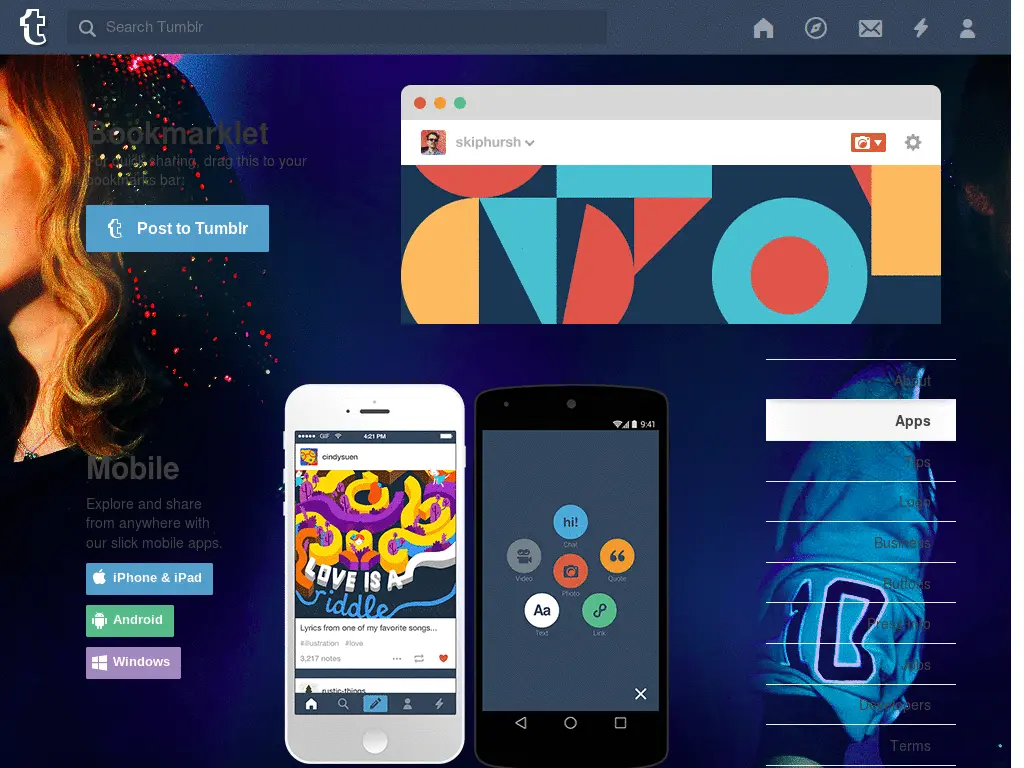 t
Search Tumblr
Bookmarklet
For quick sharing, drag this to your
bookmarks bar:
Post to Tumblr
skiphursh
Mobile
Explore and share
from anywhere with
our slick mobile apps.
iPhone & iPad
Android
Windows
GIF 4:21 PM
cindysuen
LOVE IS A
riddle
Lyrics from one of my favorite songs...
#illustration #love
3,217 notes
rustic-things
9:41
hi!
Chat
Video
Quote
Photo
Aa
Text
Link
About
Apps
Tips
Logo
Business
Buttons
Press Info
Jobs
Developers
Terms